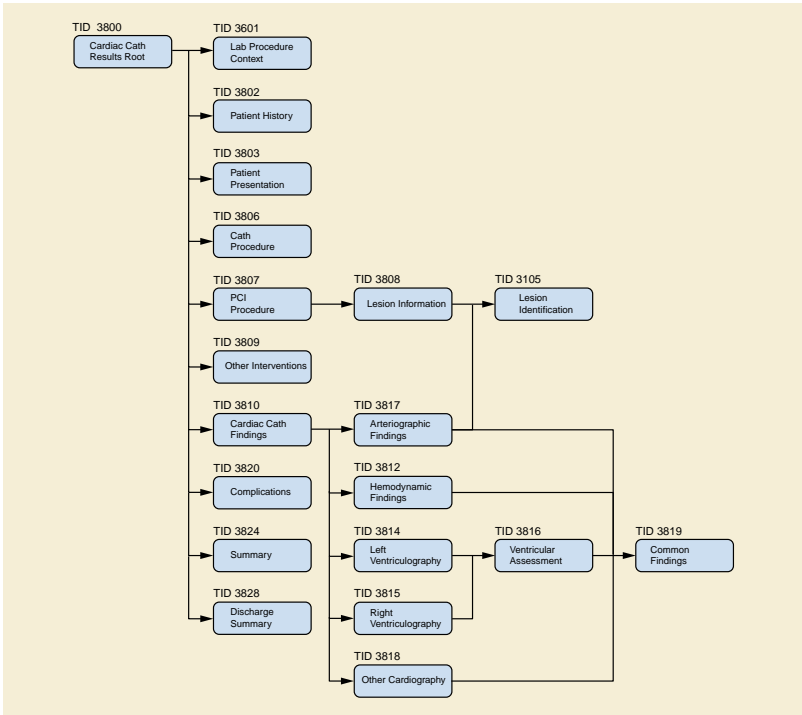 TID 3800
Cardiac Cath
Results Root
TID 3601
Lab Procedure
Context
TID 3802
Patient History
TID 3803
Patient
Presentation
TID 3806
Cath
Procedure
TID 3807
PCI
Procedure
TID 3808
Lesion Information
TID 3105
Lesion
Identification
TID 3809
Other Interventions
TID 3810
Cardiac Cath
Findings
TID 3817
Arteriographic
Findings
TID 3820
Complications
TID 3812
Hemodynamic
Findings
TID 3824
Summary
TID 3814
Left
Ventriculography
TID 3816
Ventricular
Assessment
TID 3819
Common
Findings
TID 3828
Discharge
Summary
TID 3815
Right
Ventriculography
TID 3818
Other Cardiography